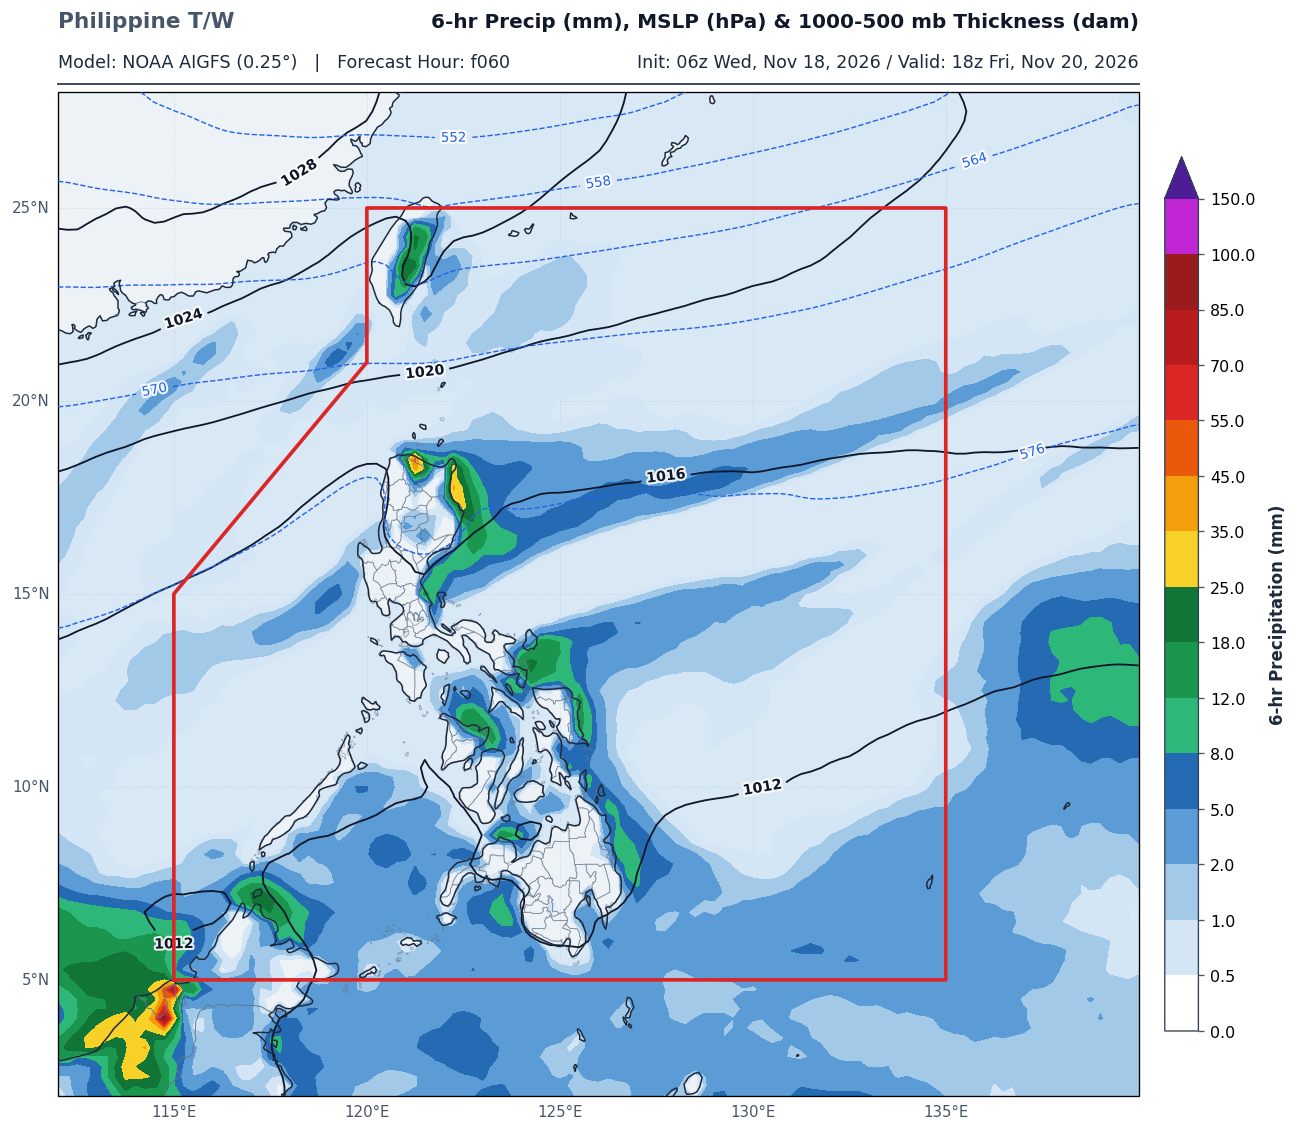 Philippine T/W
6-hr Precip (mm), MSLP (hPa) & 1000-500 mb Thickness (dam)
Model: NOAA AIGFS (0.25°) | Forecast Hour: f060
Init: 06z Wed, Nov 18, 2026 / Valid: 18z Fri, Nov 20, 2026
552
1028
564
558
25°N
1024
1020
570
20°N
576
1016
15°N
1012
10°N
1012
5°N
115°E
120°E
125°E
130°E
135°E
150.0
100.0
85.0
70.0
55.0
45.0
35.0
25.0
18.0
12.0
8.0
5.0
2.0
1.0
0.5
0.0
6-hr Precipitation (mm)